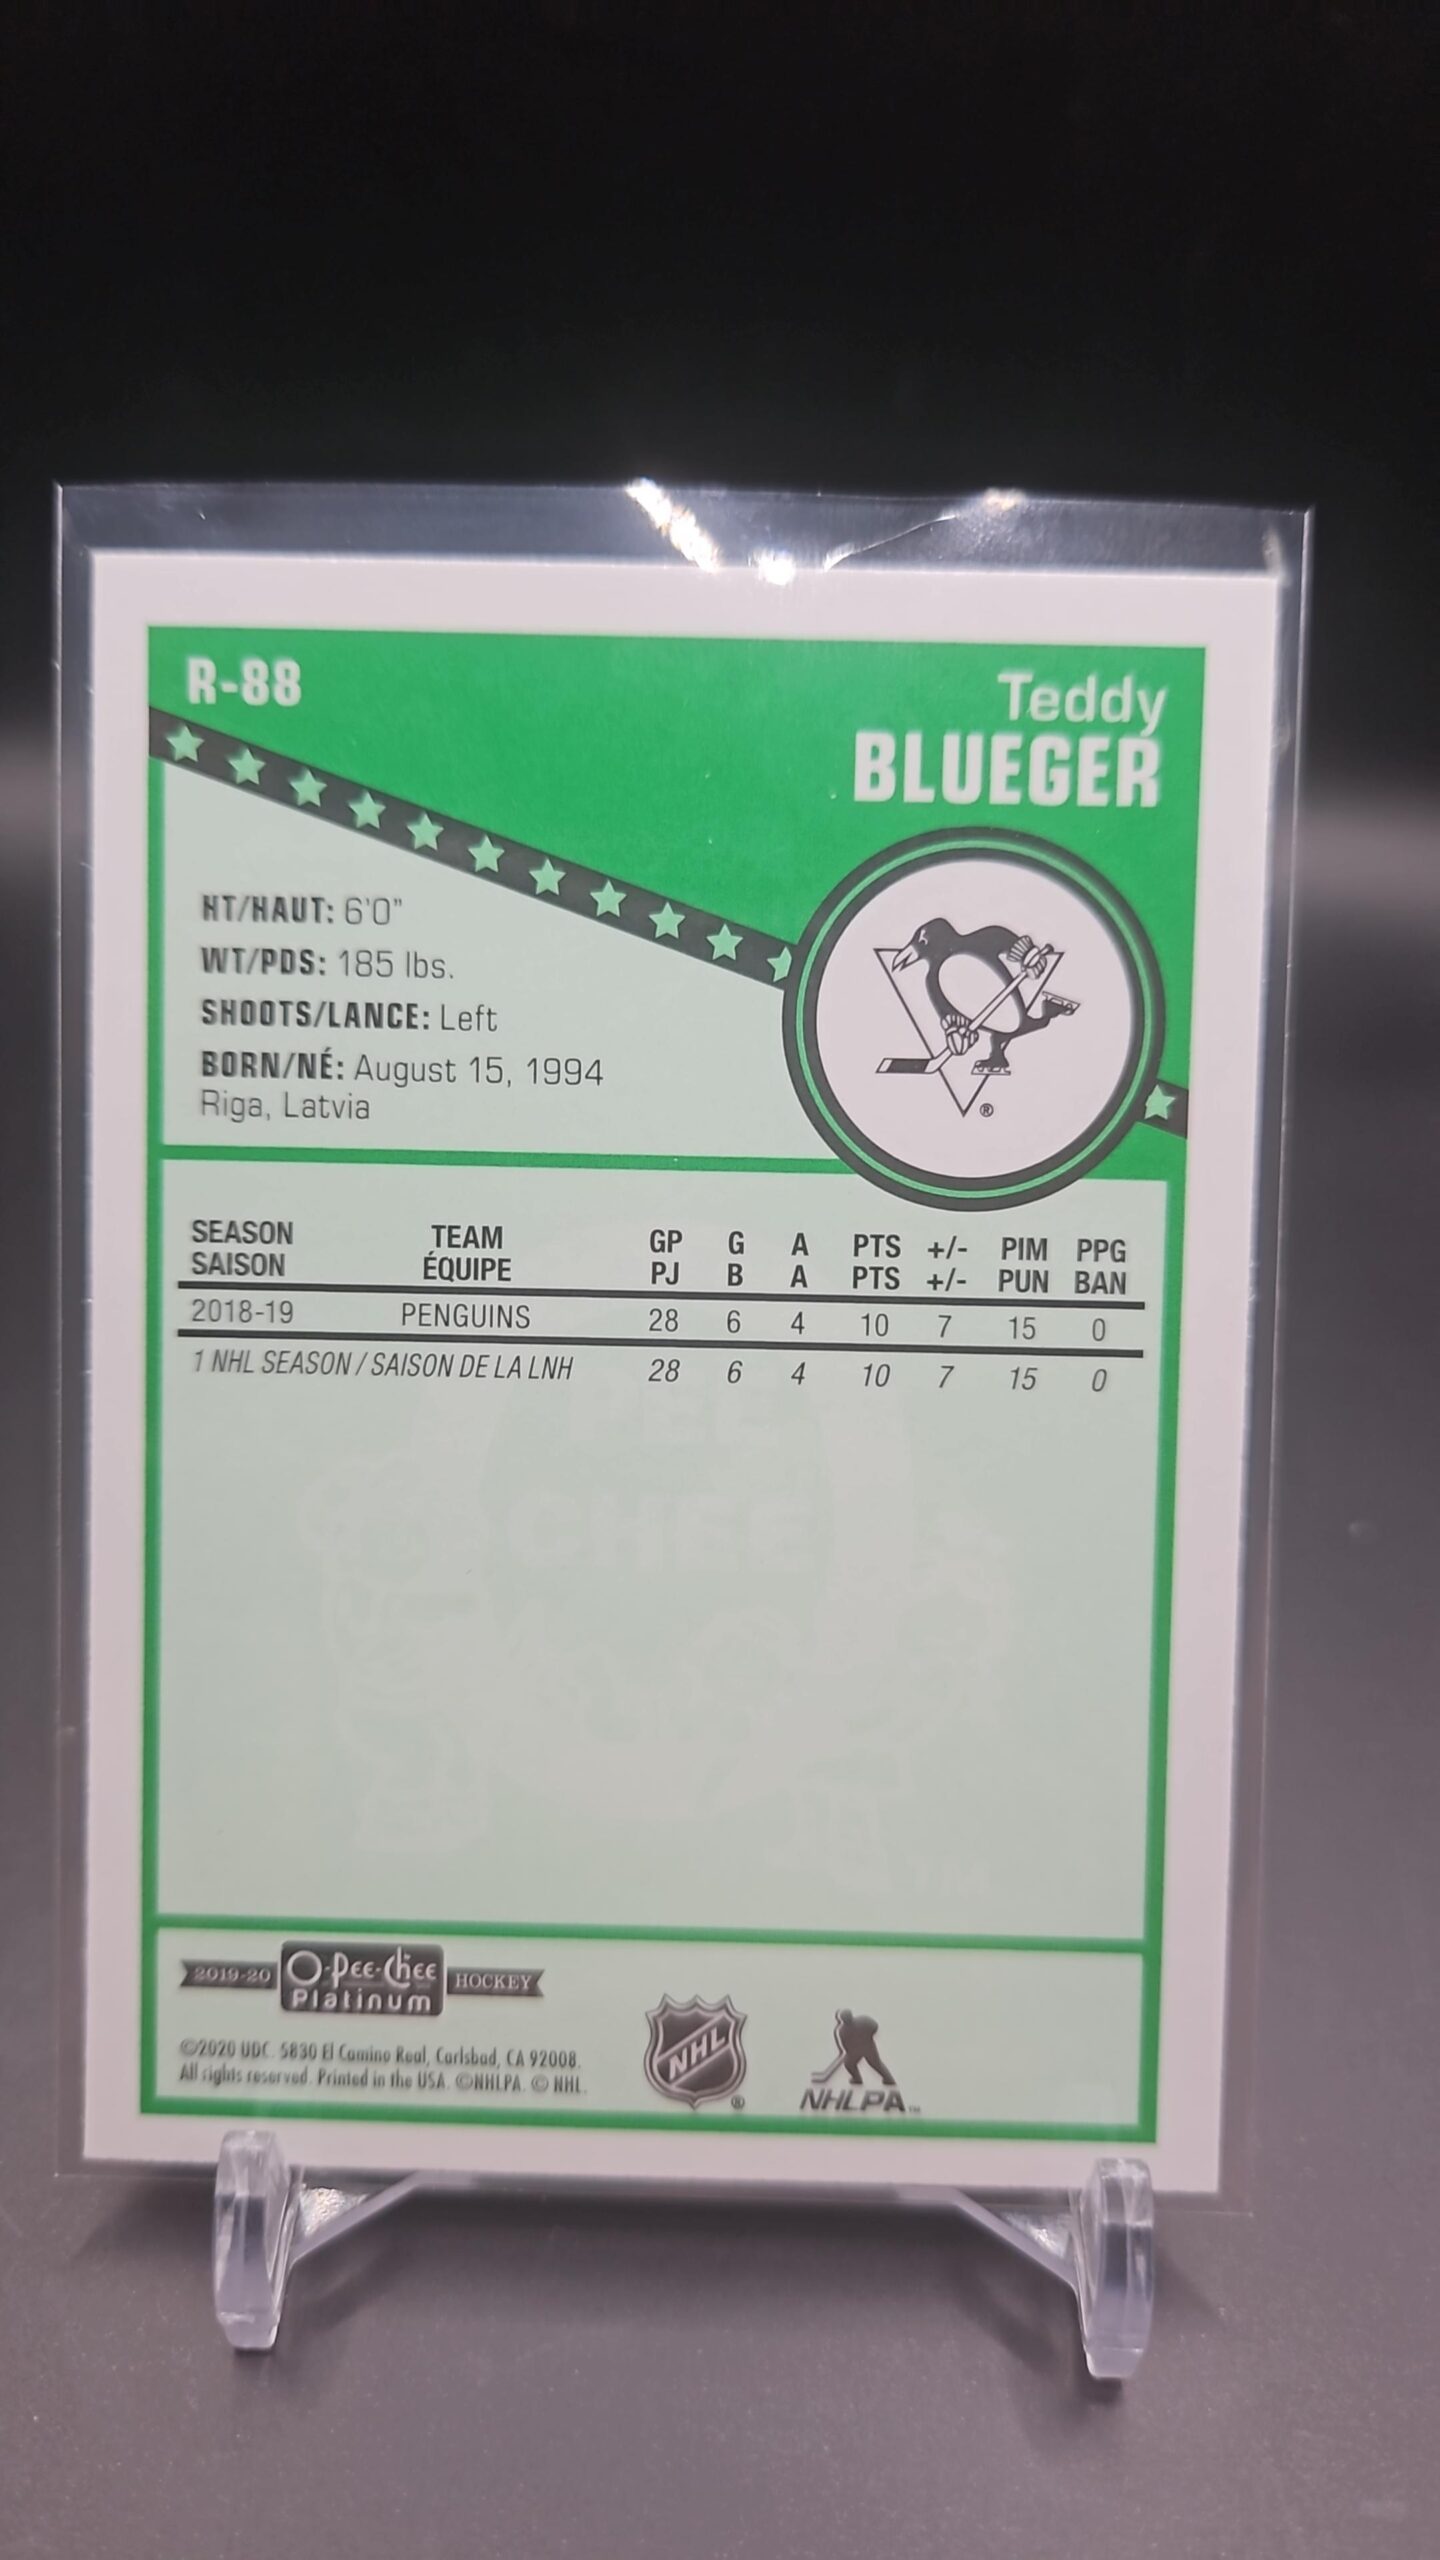 R-88
Teddy
BLUEGER
HT/HAUT: 6'0"
WT/PDS: 185 lbs.
SHOOTS/LANCE: Left
BORN/NÉ: August 15, 1994
Riga, Latvia
®
SEASON TEAM GP G A PTS +/- PIM PPG
SAISON ÉQUIPE PJ B A PTS +/- PUN BAN
2018-19 PENGUINS 28 6 4 10 7 15 0
1 NHL SEASON / SAISON DE LA LNH 28 6 4 10 7 15 0
PEE
CHEE
2019-20 O-Pee-Chee HOCKEY
Platinum
©2020 UDC. 5830 El Camino Real, Carlsbad, CA 92008.
All rights reserved. Printed in the USA. ©NHLPA. © NHL.
NHL ®
NHLPA™